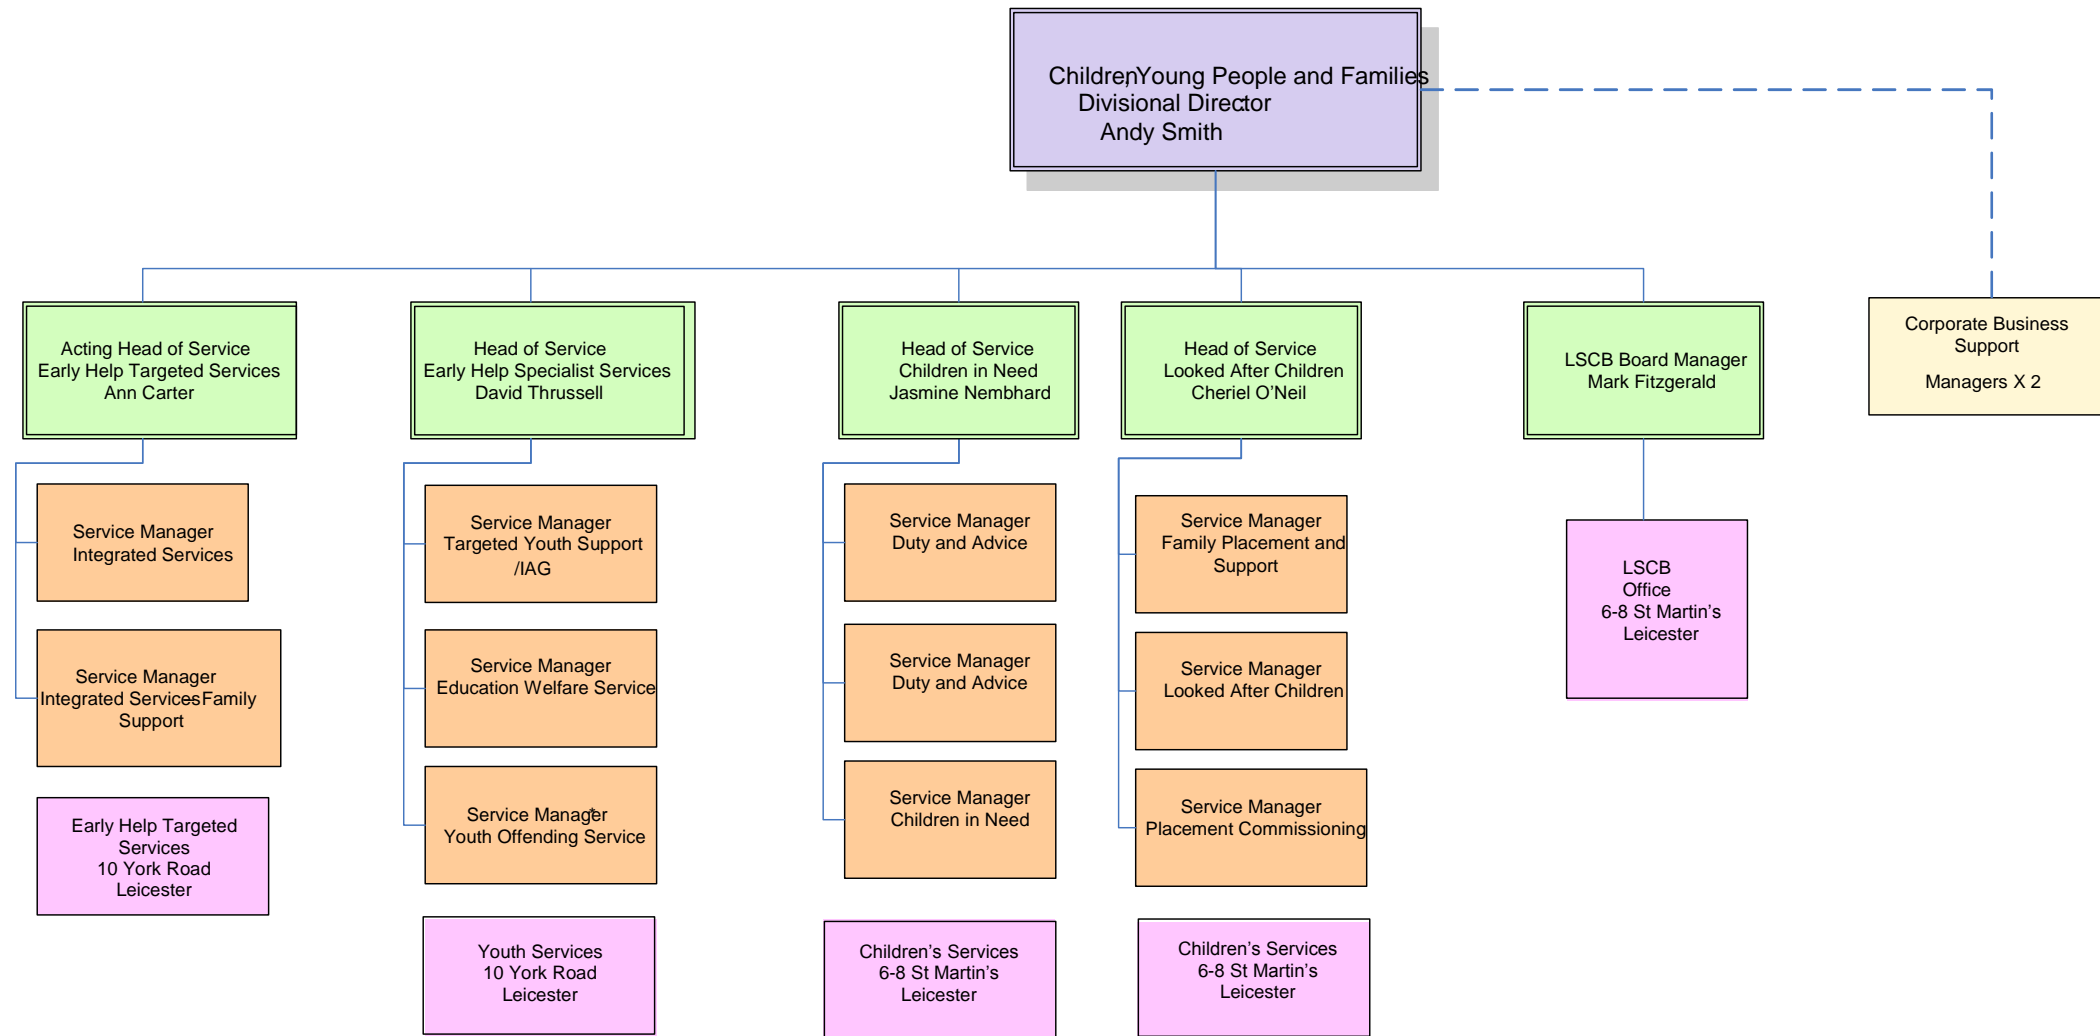 Children, Young People and Families
Divisional Director:
Andy Smith
Acting Head of Service
Early Help Targeted Services
Ann Carter
Head of Service
Early Help Specialist Services
David Thrussell
Head of Service
Children in Need
Jasmine Nembhard
Head of Service
Looked After Children
Cheriel O’Neil
LSCB Board Manager
Mark Fitzgerald
Corporate Business
Support
Managers X 2
Service Manager
Integrated Services
Service Manager
Integrated Services – Family
Support
Early Help Targeted
Services
10 York Road
Leicester
Service Manager
Targeted Youth Support
/IAG
Service Manager
Education Welfare Service
Service Manager*
Youth Offending Service
Youth Services
10 York Road
Leicester
Service Manager
Duty and Advice
Service Manager
Duty and Advice
Service Manager
Children in Need
Children’s Services
6-8 St Martin’s
Leicester
Service Manager
Family Placement and
Support
Service Manager
Looked After Children
Service Manager
Placement Commissioning
Children’s Services
6-8 St Martin’s
Leicester
LSCB
Office
6-8 St Martin’s
Leicester